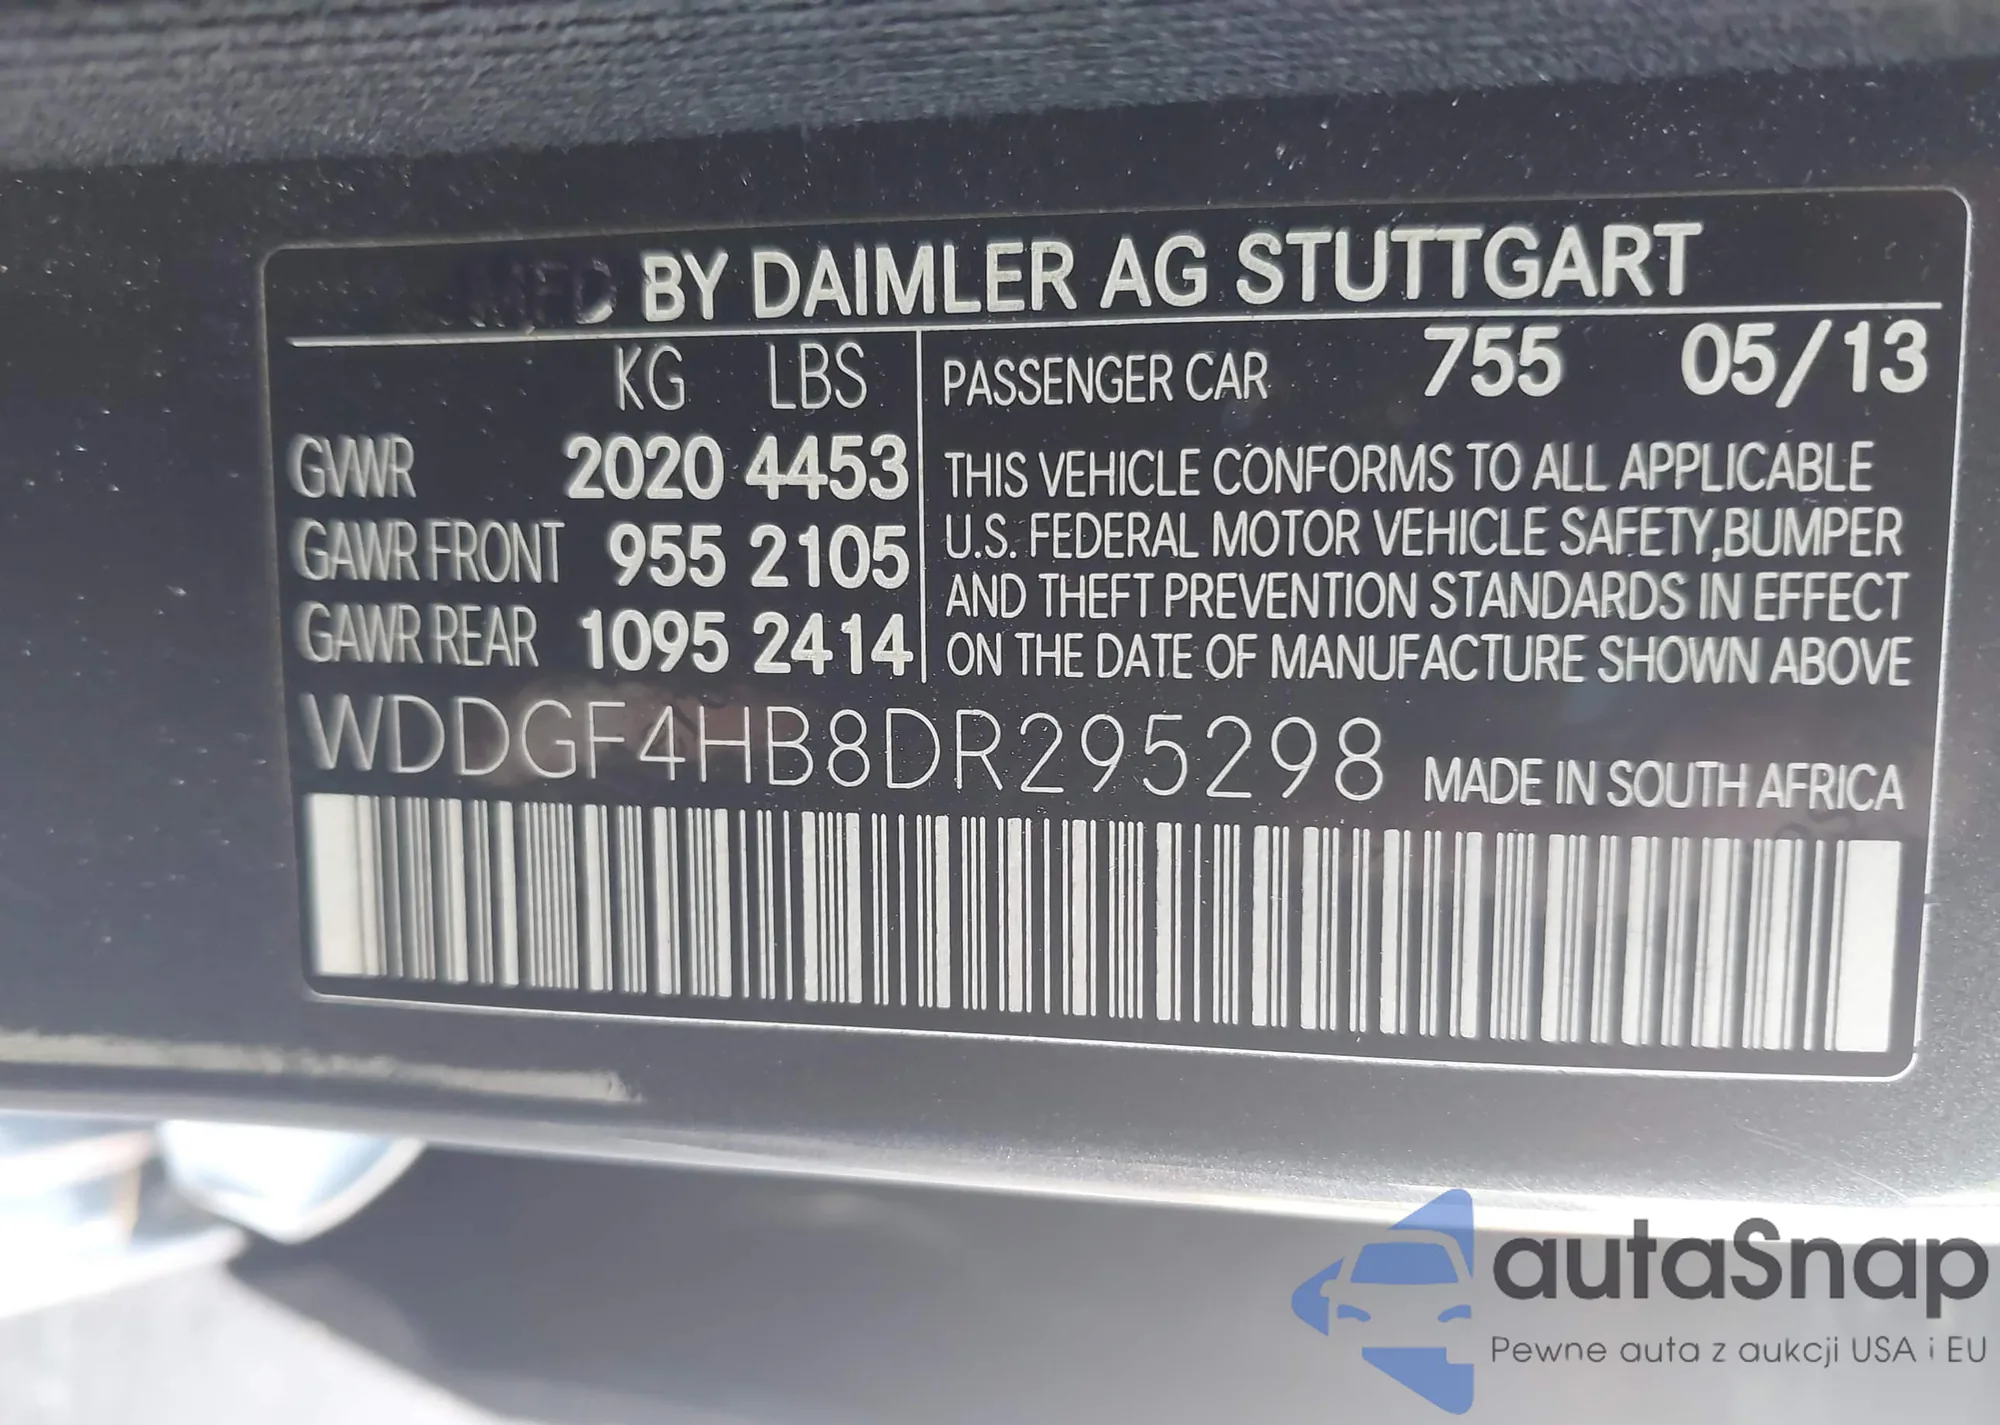 MFD BY DAIMLER AG STUTTGART
KG LBS
GVWR 2020 4453
GAWR FRONT 955 2105
GAWR REAR 1095 2414
PASSENGER CAR 755 05/13
THIS VEHICLE CONFORMS TO ALL APPLICABLE
U.S. FEDERAL MOTOR VEHICLE SAFETY,BUMPER
AND THEFT PREVENTION STANDARDS IN EFFECT
ON THE DATE OF MANUFACTURE SHOWN ABOVE
WDDGF4HB8DR295298 MADE IN SOUTH AFRICA
autaSnap
Pewne auta z aukcji USA i EU